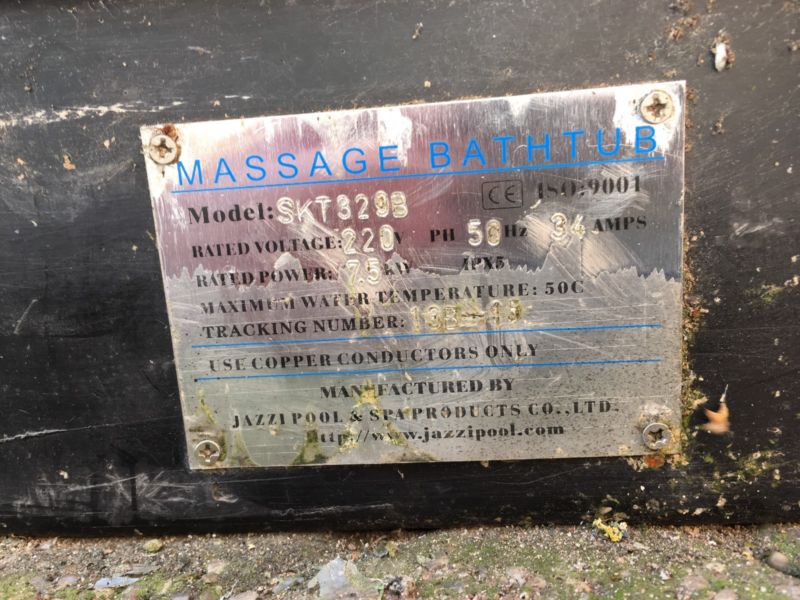 MASSAGE BATHTUB
Model: SKT329B CE ISO:9001
RATED VOLTAGE: 220V PH 50Hz 34 AMPS
RATED POWER: 7.5kW IPX5
MAXIMUM WATER TEMPERATURE: 50C
TRACKING NUMBER:
USE COPPER CONDUCTORS ONLY
MANUFACTURED BY
JAZZI POOL & SPA PRODUCTS CO.,LTD.
Http://www.jazzipool.com